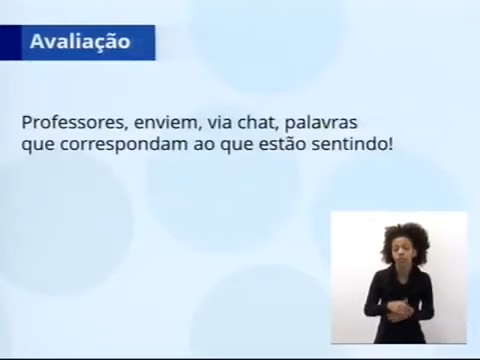 Avaliação
Professores, enviem, via chat, palavras
que correspondam ao que estão sentindo!